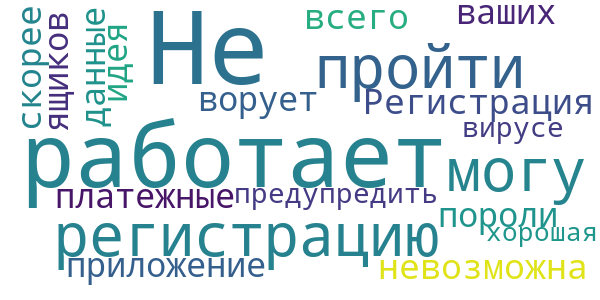 скорее
ящиков
данные
идея
Не
всего
ваших
пройти
ворует
Регистрация
вирусе
работает
могу
платежные
предупредить
пороли
регистрацию
хорошая
приложение
невозможна